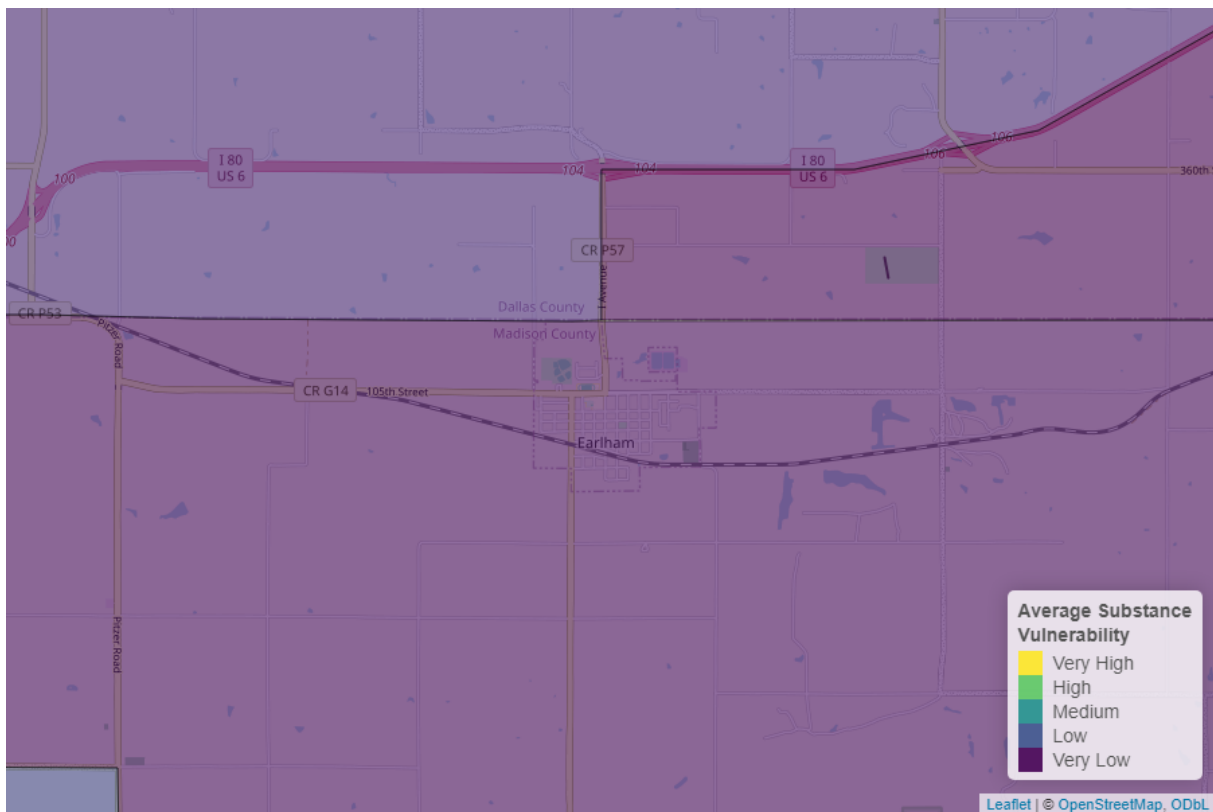 106
106
I 80
US 6
104
104
I 80
US 6
360th
100
CR P57
I Avenue
Dallas County
CR P53
Madison County
Pitzer Road
CR G14
105th Street
Earlham
Pitzer Road
Average Substance
Vulnerability
Very High
High
Medium
Low
Very Low
Leaflet | © OpenStreetMap, ODbL